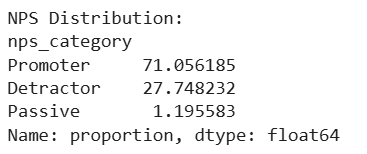 NPS Distribution:
nps_category
Promoter     71.056185
Detractor    27.748232
Passive       1.195583
Name: proportion, dtype: float64